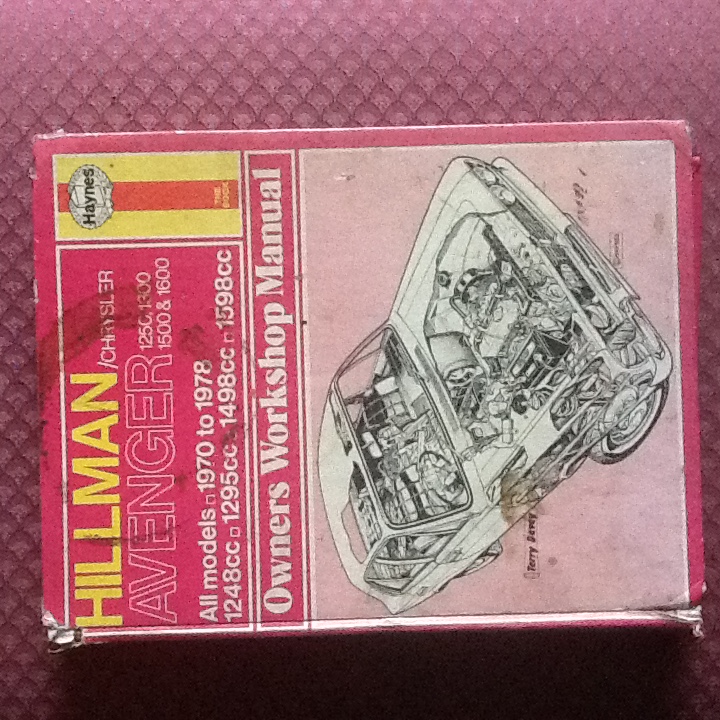 Haynes
HILLMAN
/CHRYSLER
AVENGER
1250,1300
1500 & 1600
All models □ 1970 to 1978
1248cc □ 1295cc □ 1498cc □ 1598cc
Owners Workshop Manual
Terry Davey